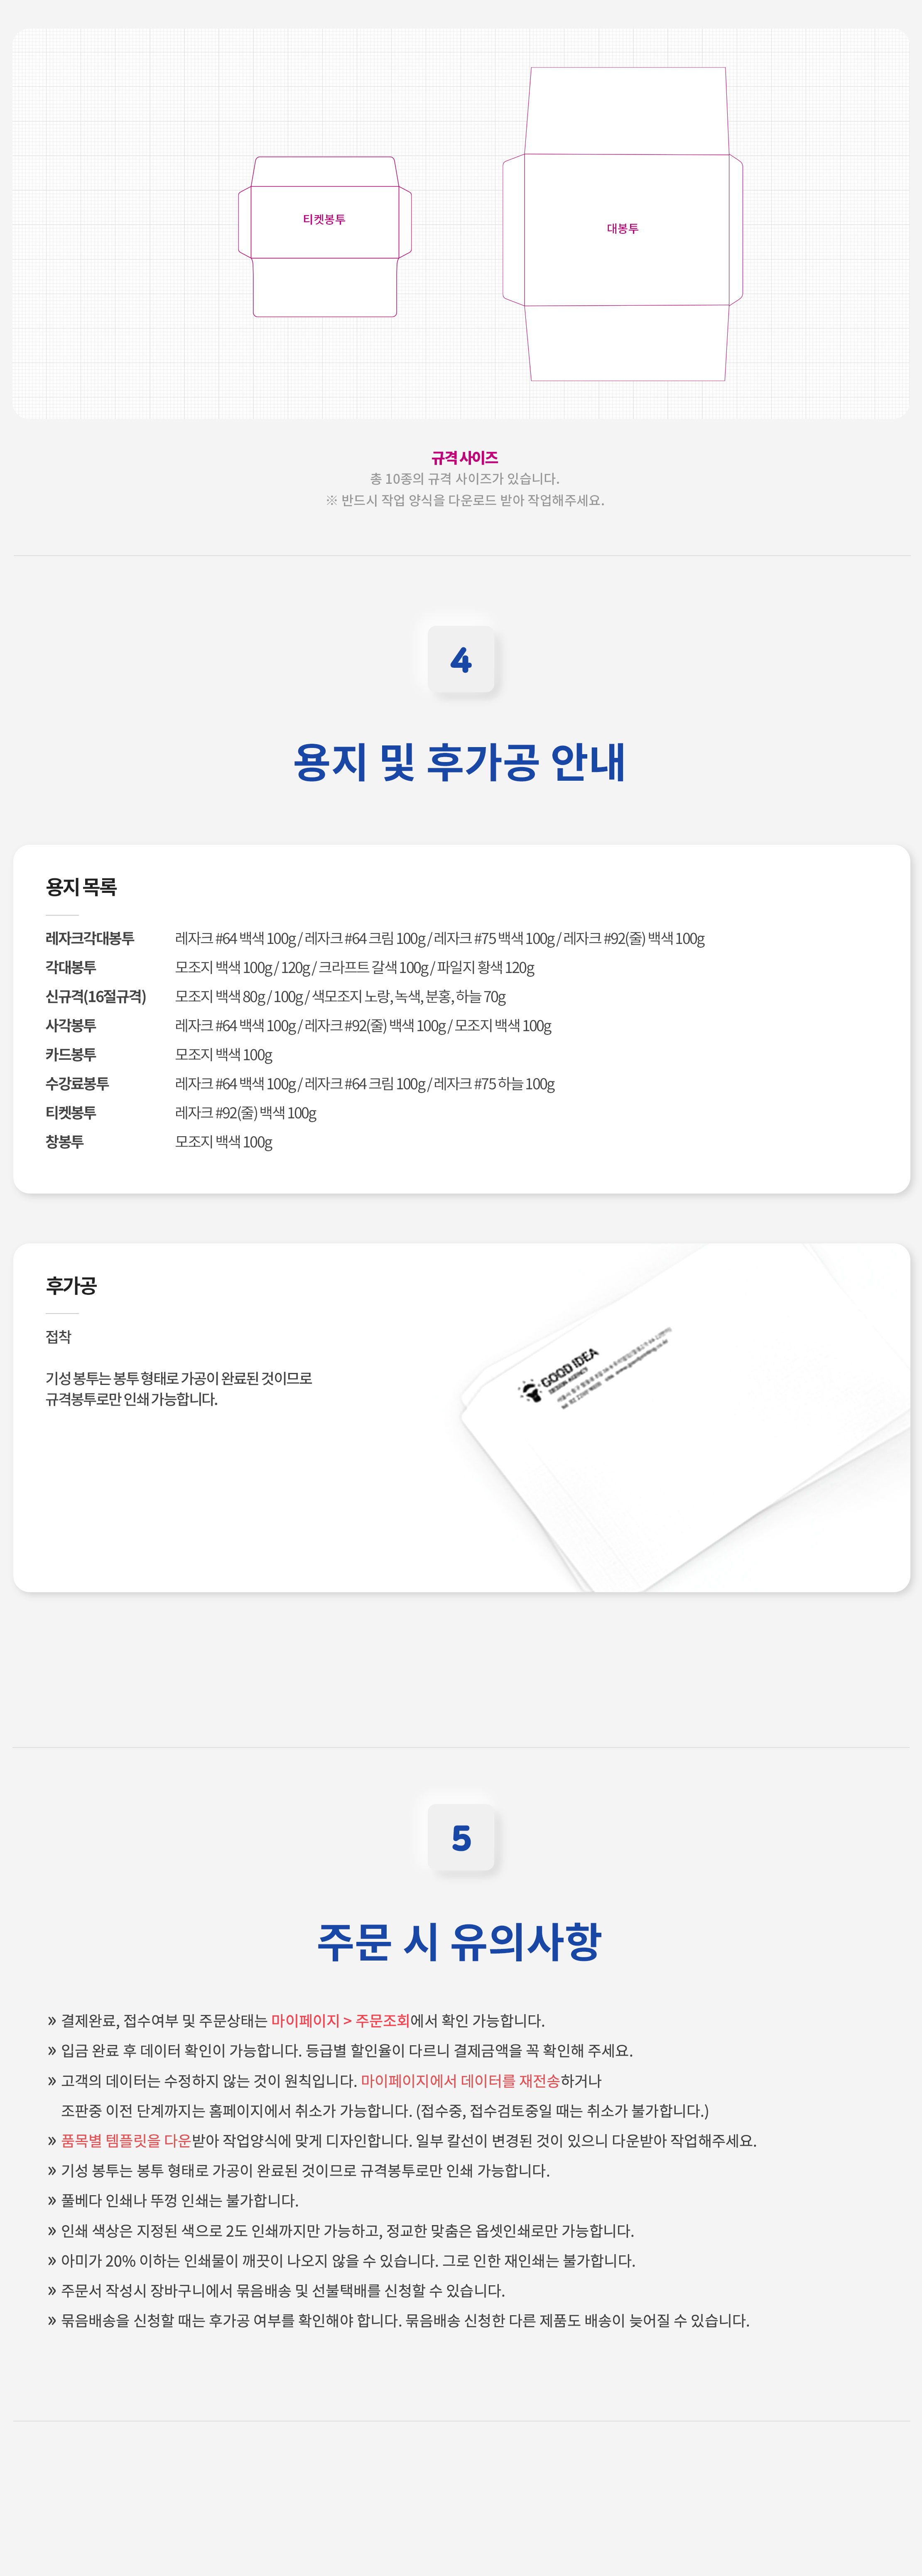 티켓봉투
대봉투
규격 사이즈
총 10종의 규격 사이즈가 있습니다.
※ 반드시 작업 양식을 다운로드 받아 작업해주세요.
4
용지 및 후가공 안내
용지 목록
레자크각대봉투 레자크 #64 백색 100g / 레자크 #64 크림 100g / 레자크 #75 백색 100g / 레자크 #92(줄) 백색 100g
각대봉투 모조지 백색 100g / 120g / 크라프트 갈색 100g / 파일지 황색 120g
신규격(16절규격) 모조지 백색 80g / 100g / 색모조지 노랑, 녹색, 분홍, 하늘 70g
사각봉투 레자크 #64 백색 100g / 레자크 #92(줄) 백색 100g / 모조지 백색 100g
카드봉투 모조지 백색 100g
수강료봉투 레자크 #64 백색 100g / 레자크 #64 크림 100g / 레자크 #75 하늘 100g
티켓봉투 레자크 #92(줄) 백색 100g
창봉투 모조지 백색 100g
후가공
접착
기성 봉투는 봉투 형태로 가공이 완료된 것이므로
규격봉투로만 인쇄 가능합니다.
GOOD IDEA
DESIGN AGENCY
5
주문 시 유의사항
» 결제완료, 접수여부 및 주문상태는 마이페이지 > 주문조회에서 확인 가능합니다.
» 입금 완료 후 데이터 확인이 가능합니다. 등급별 할인율이 다르니 결제금액을 꼭 확인해 주세요.
» 고객의 데이터는 수정하지 않는 것이 원칙입니다. 마이페이지에서 데이터를 재전송하거나
조판중 이전 단계까지는 홈페이지에서 취소가 가능합니다. (접수중, 접수검토중일 때는 취소가 불가합니다.)
» 품목별 템플릿을 다운받아 작업양식에 맞게 디자인합니다. 일부 칼선이 변경된 것이 있으니 다운받아 작업해주세요.
» 기성 봉투는 봉투 형태로 가공이 완료된 것이므로 규격봉투로만 인쇄 가능합니다.
» 풀베다 인쇄나 뚜껑 인쇄는 불가합니다.
» 인쇄 색상은 지정된 색으로 2도 인쇄까지만 가능하고, 정교한 맞춤은 옵셋인쇄로만 가능합니다.
» 아미가 20% 이하는 인쇄물이 깨끗이 나오지 않을 수 있습니다. 그로 인한 재인쇄는 불가합니다.
» 주문서 작성시 장바구니에서 묶음배송 및 선불택배를 신청할 수 있습니다.
» 묶음배송을 신청할 때는 후가공 여부를 확인해야 합니다. 묶음배송 신청한 다른 제품도 배송이 늦어질 수 있습니다.